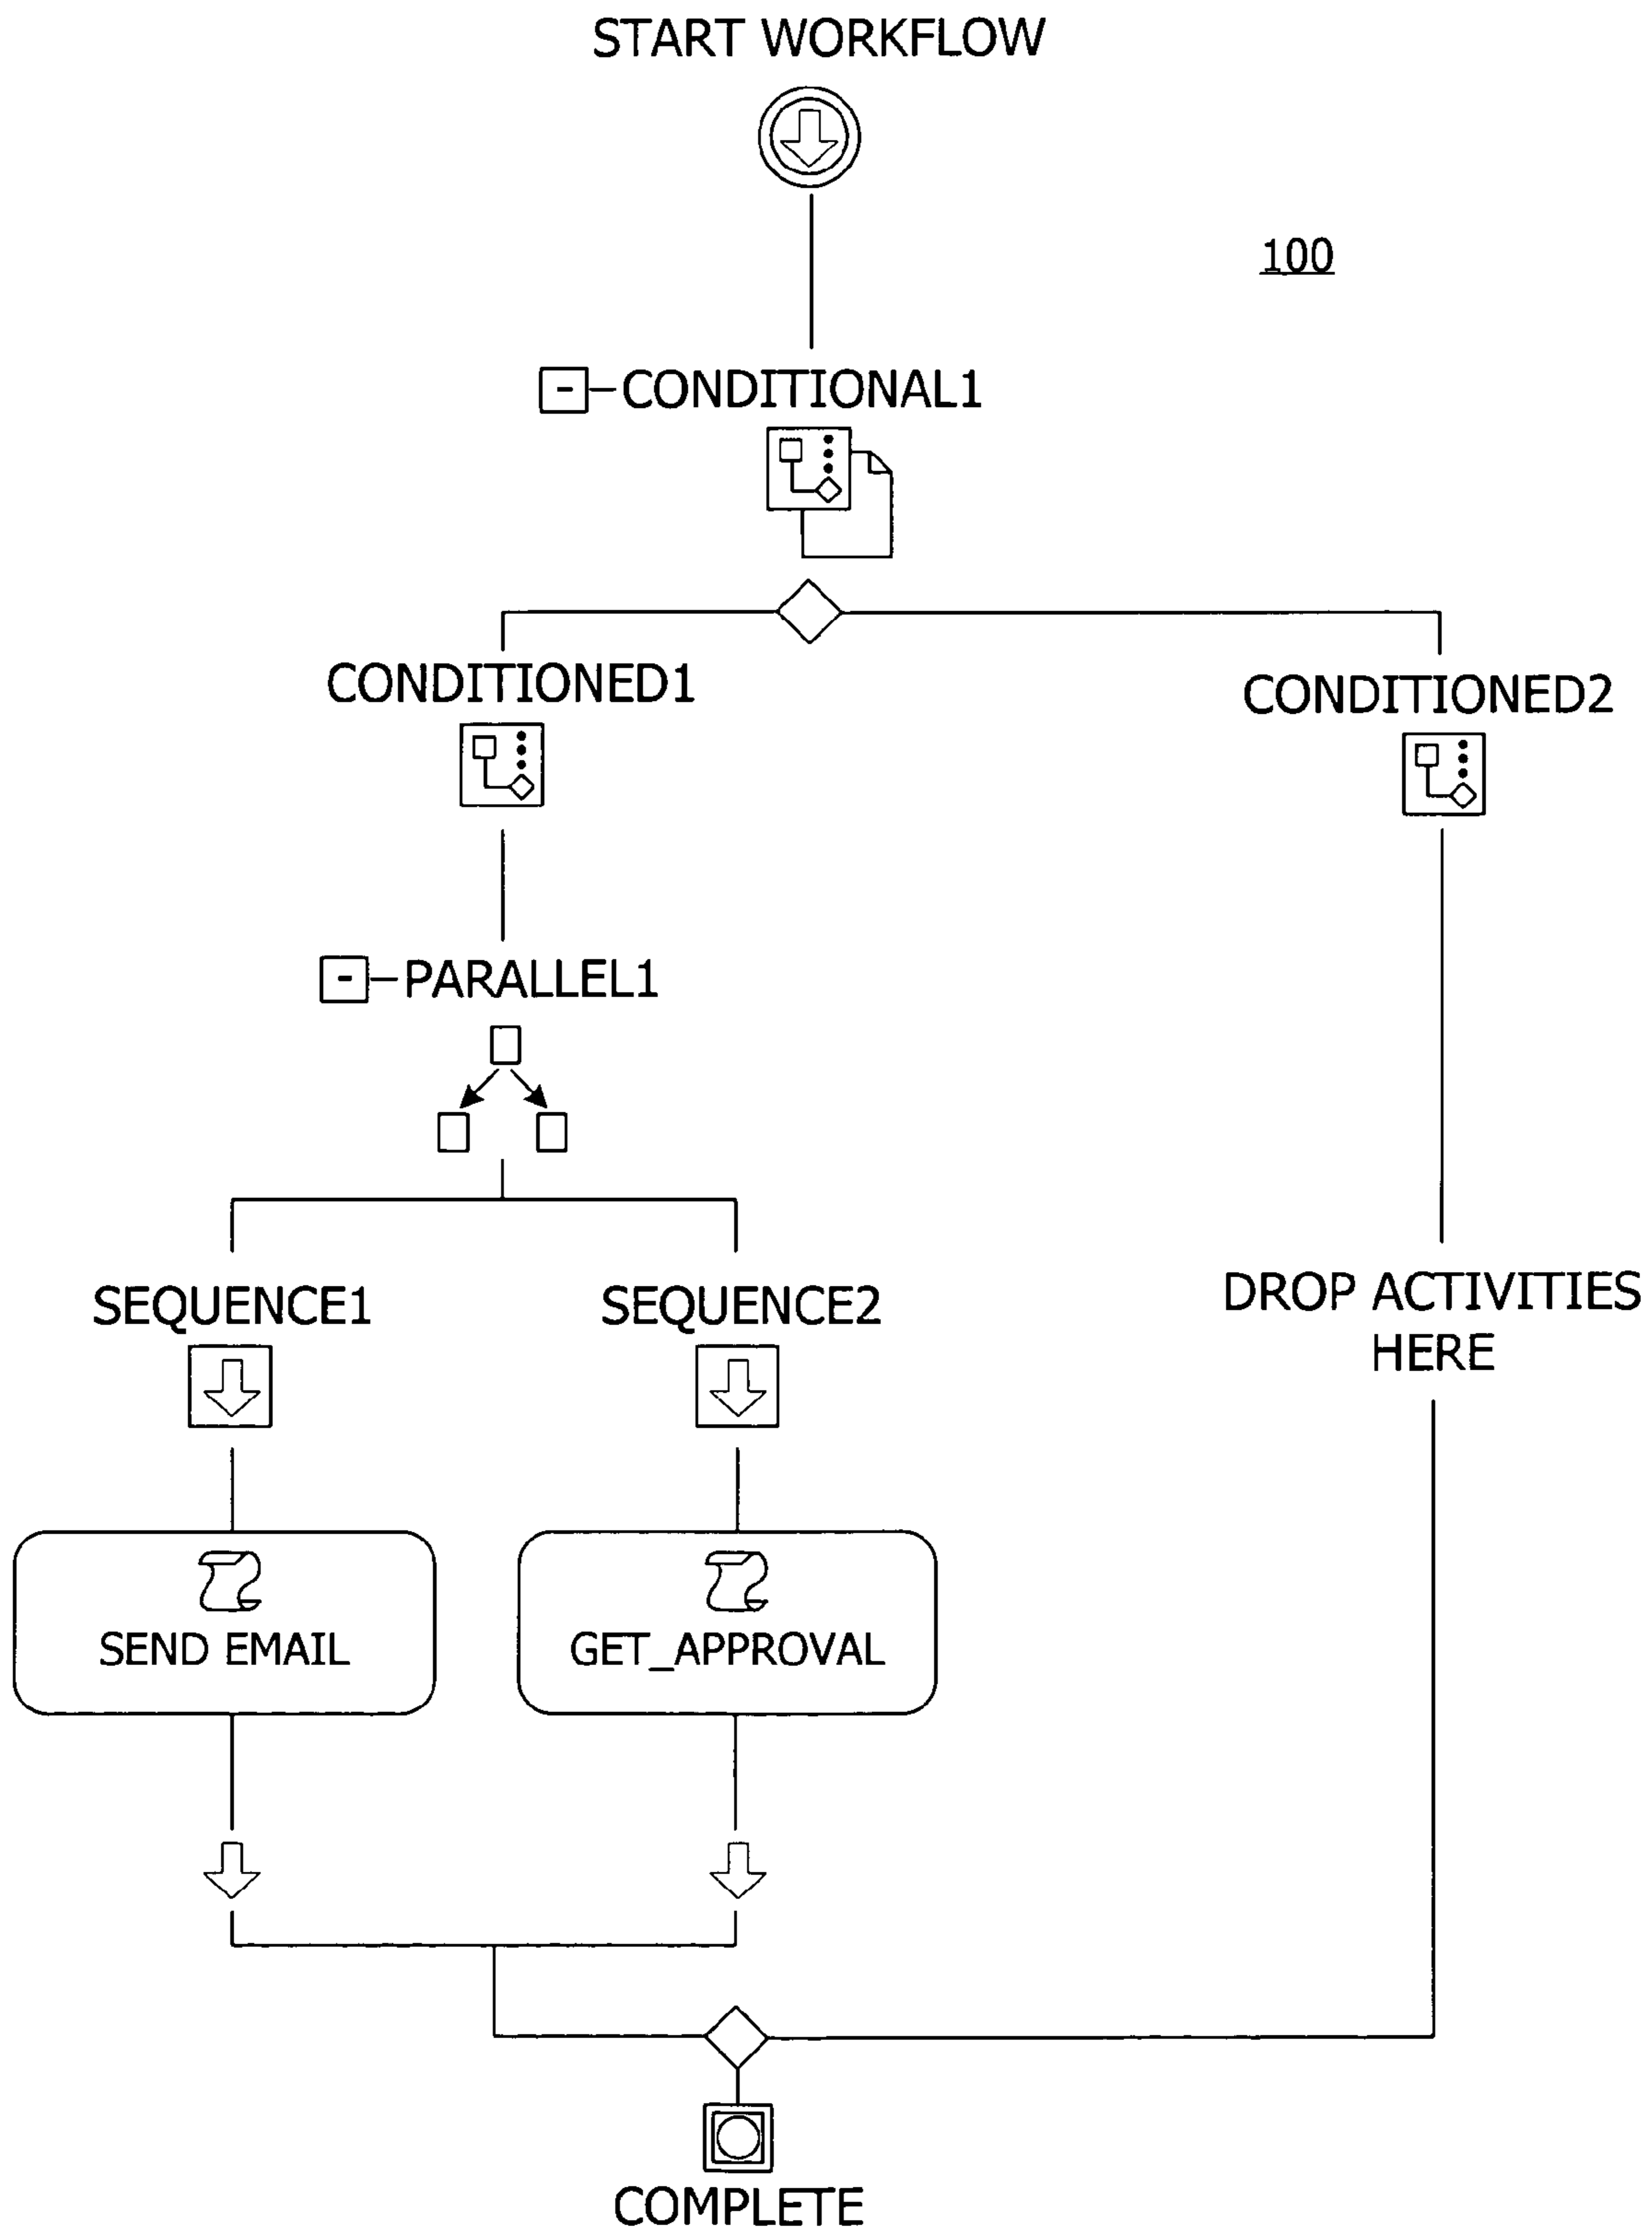 START WORKFLOW
100
CONDITIONAL1
CONDITIONED1
CONDITIONED2
PARALLEL1
SEQUENCE1
SEQUENCE2
DROP ACTIVITIES
HERE
SEND EMAIL
GET_APPROVAL
COMPLETE